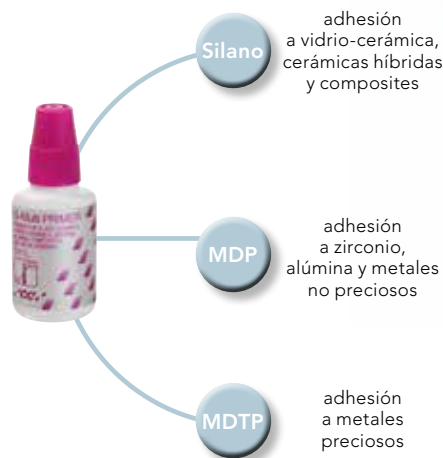 Silano
adhesión
a vidrio-cerámica,
cerámicas híbridas
y composites
MDP
adhesión
a zirconio,
alúmina y metales
no preciosos
MDTP
adhesión
a metales
preciosos